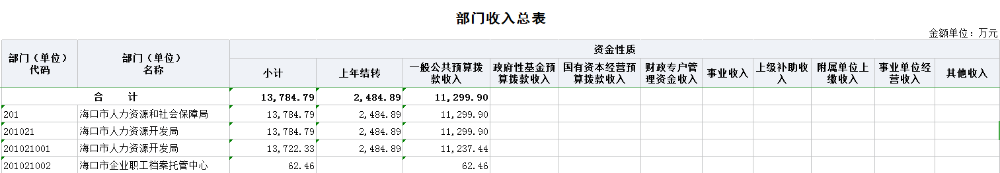 部门收入总表
金额单位：万元
部门（单位）代码 部门（单位）名称 资金性质
小计 上年结转 一般公共预算拨款收入 政府性基金预算拨款收入 国有资本经营预算拨款收入 财政专户管理资金收入 事业收入 上级补助收入 附属单位上缴收入 事业单位经营收入 其他收入
合 计 13,784.79 2,484.89 11,299.90
201 海口市人力资源和社会保障局 13,784.79 2,484.89 11,299.90
201021 海口市人力资源开发局 13,784.79 2,484.89 11,299.90
201021001 海口市人力资源开发局 13,722.33 2,484.89 11,237.44
201021002 海口市企业职工档案托管中心 62.46 62.46